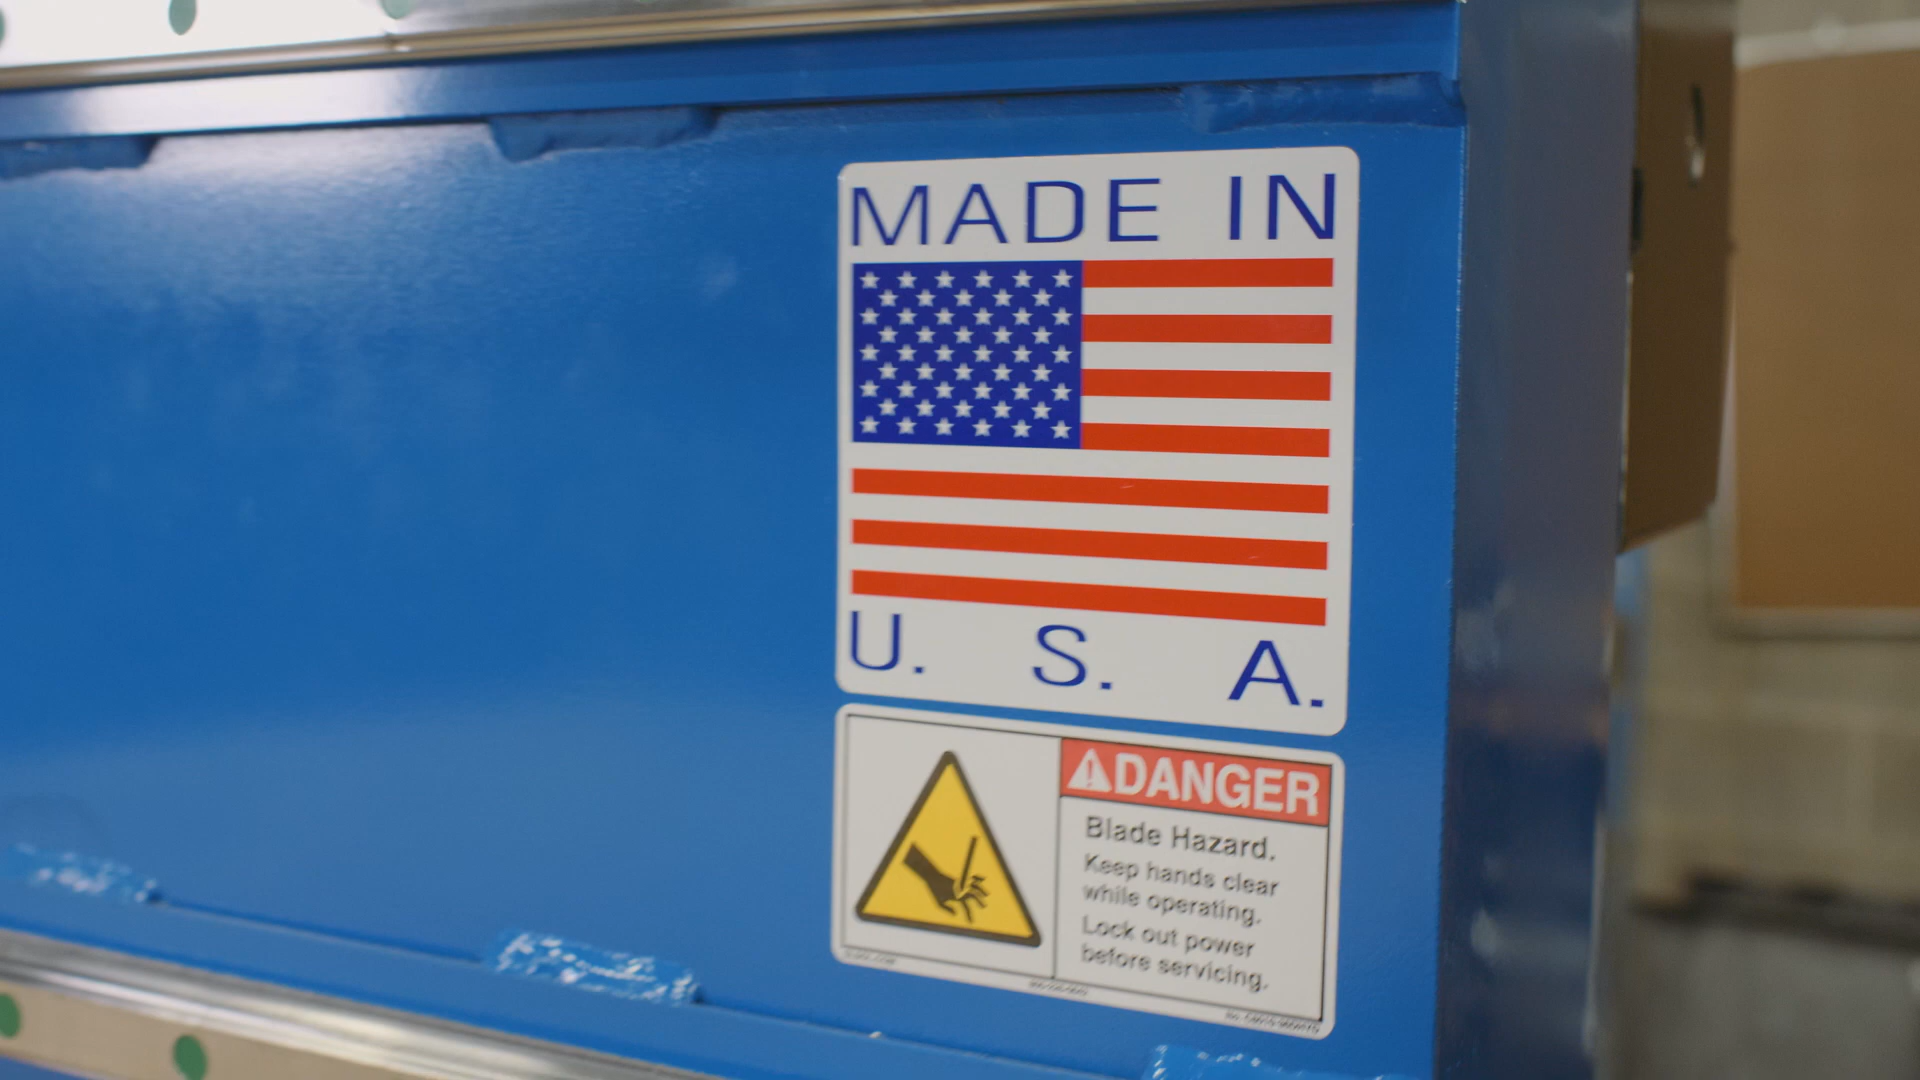 MADE IN
U. S. A.
DANGER
Blade Hazard.
Keep hands clear
while operating.
Lock out power
before servicing.